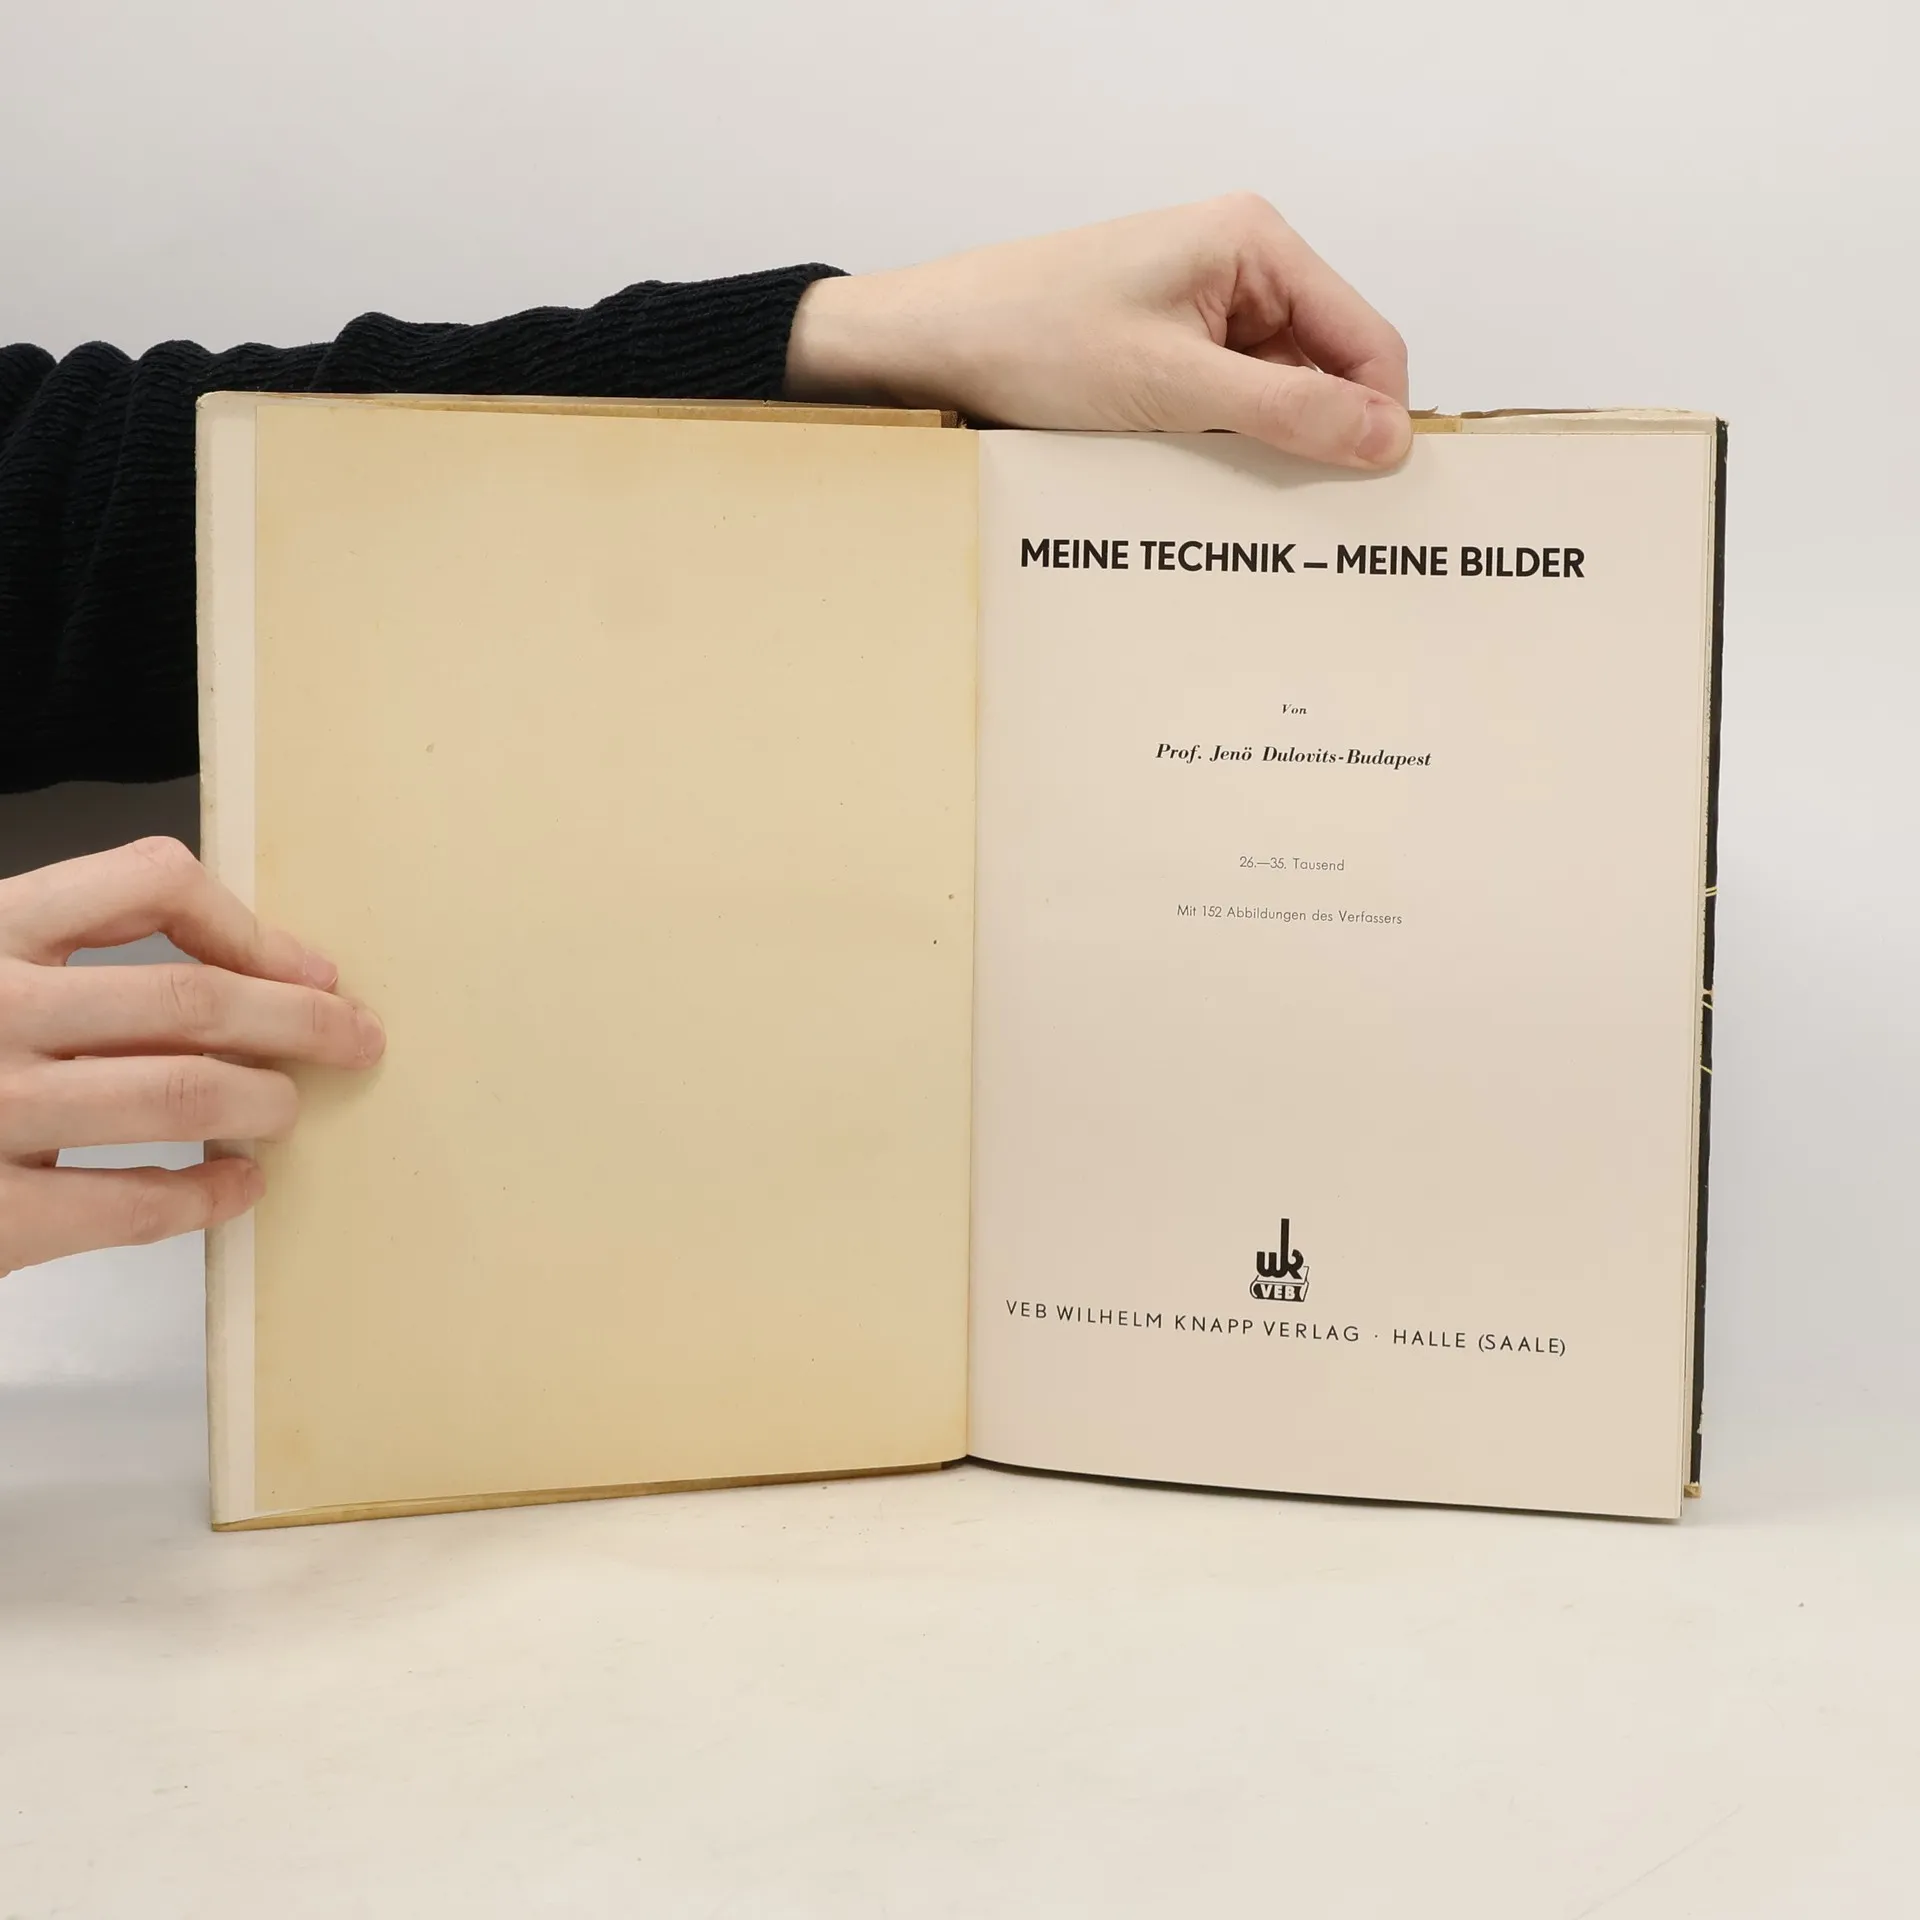 MEINE TECHNIK – MEINE BILDER
Von
Prof. Jenö Dulovits-Budapest
26.—35. Tausend
Mit 152 Abbildungen des Verfassers
wk
VEB
VEB WILHELM KNAPP VERLAG · HALLE (SAALE)